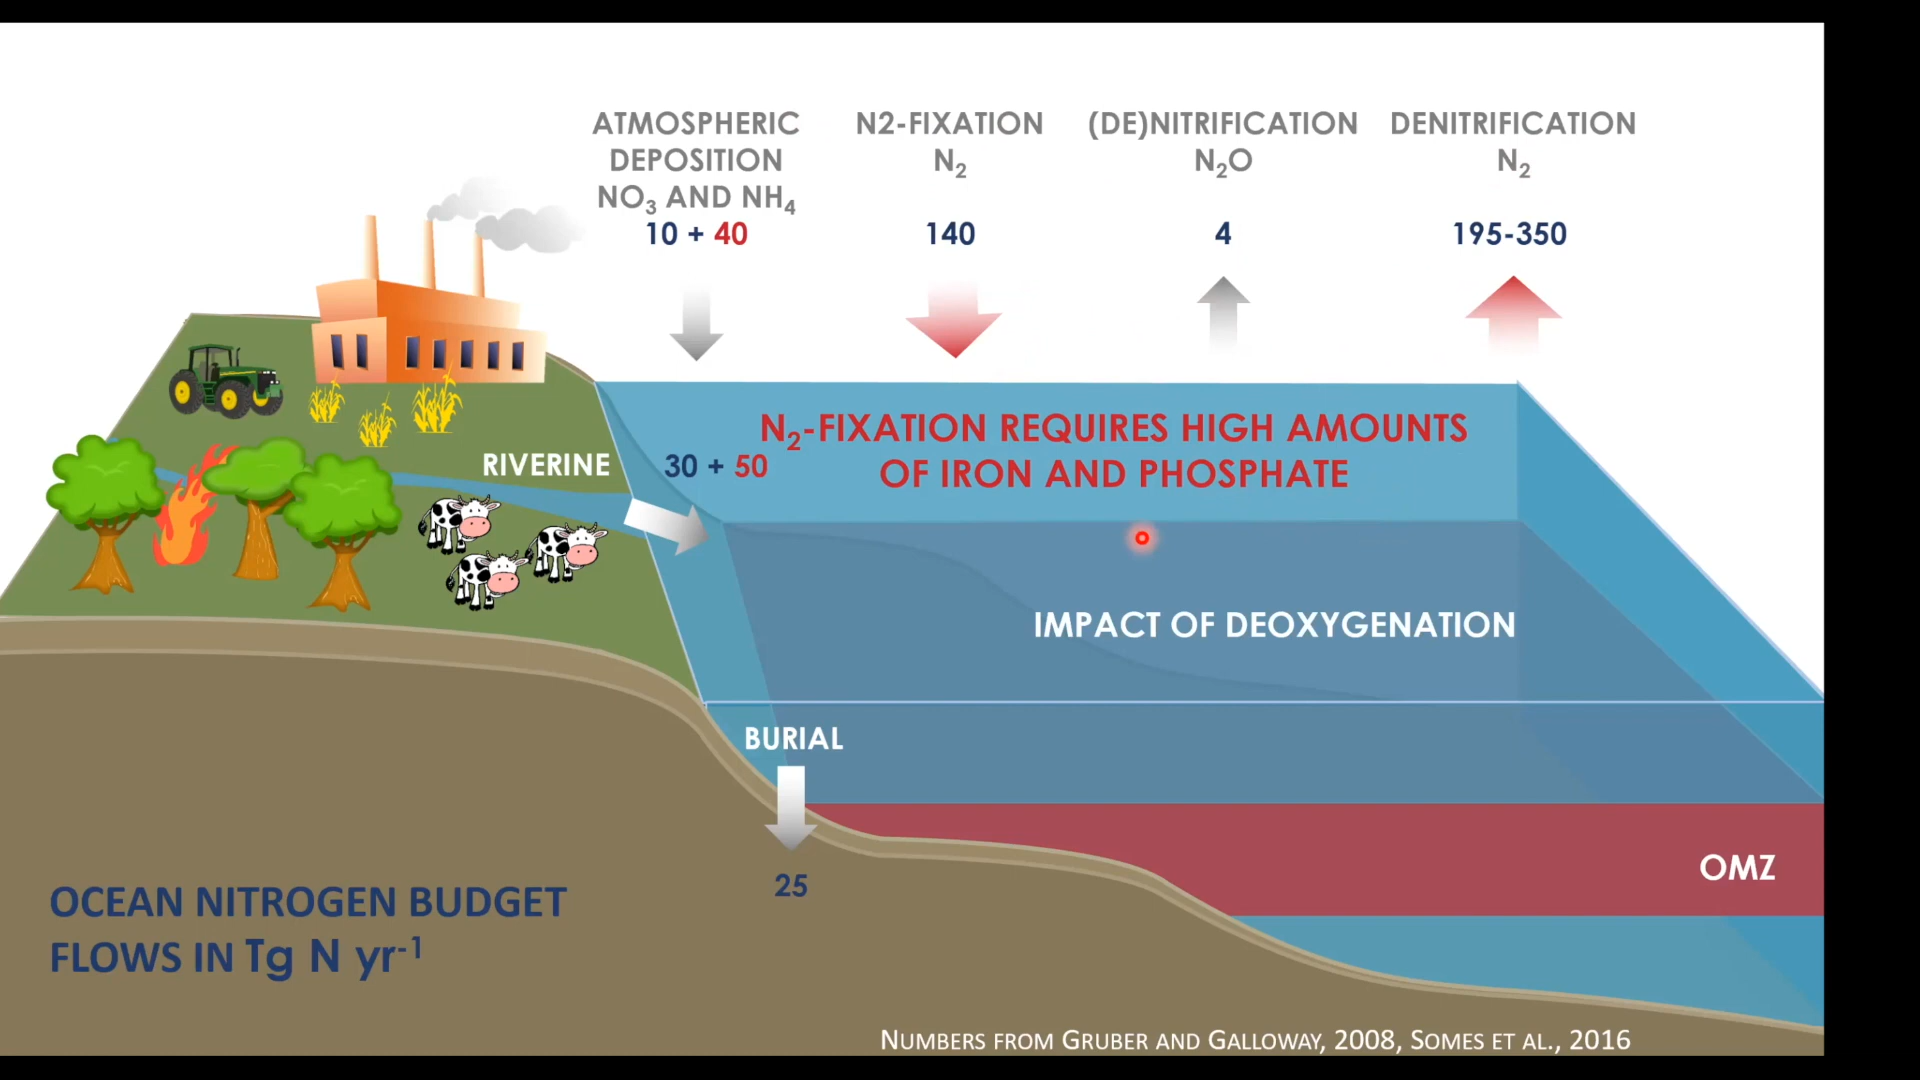 ATMOSPHERIC
DEPOSITION
NO₃ AND NH₄
10 + 40
N2-FIXATION
N₂
140
(DE)NITRIFICATION
N₂O
4
DENITRIFICATION
N₂
195-350
N₂-FIXATION REQUIRES HIGH AMOUNTS
OF IRON AND PHOSPHATE
RIVERINE
30 + 50
IMPACT OF DEOXYGENATION
BURIAL
25
OMZ
OCEAN NITROGEN BUDGET
FLOWS IN Tg N yr⁻¹
NUMBERS FROM GRUBER AND GALLOWAY, 2008, SOMES ET AL., 2016